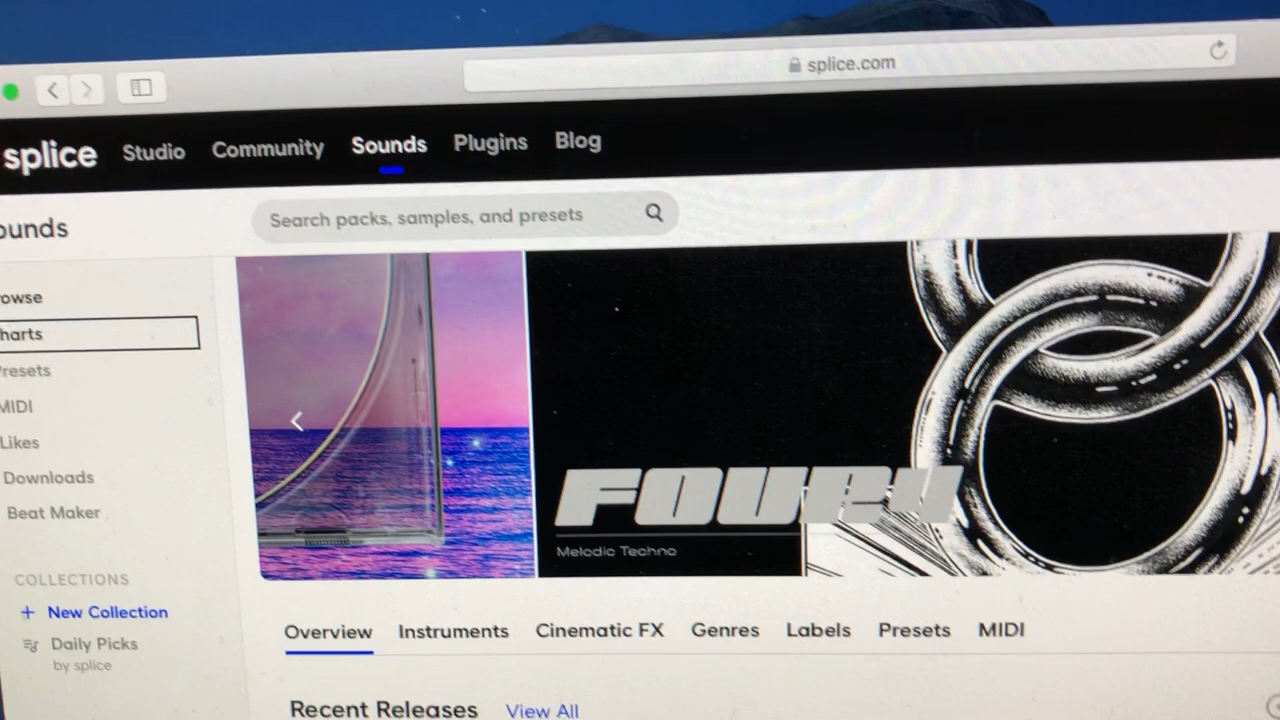 splice.com
splice Studio Community Sounds Plugins Blog
ounds
Search packs, samples, and presets
owse
harts
resets
MIDI
Likes
Downloads
Beat Maker
COLLECTIONS
+ New Collection
Daily Picks
by splice
Melodic Techno
Overview Instruments Cinematic FX Genres Labels Presets MIDI
Recent Releases View All